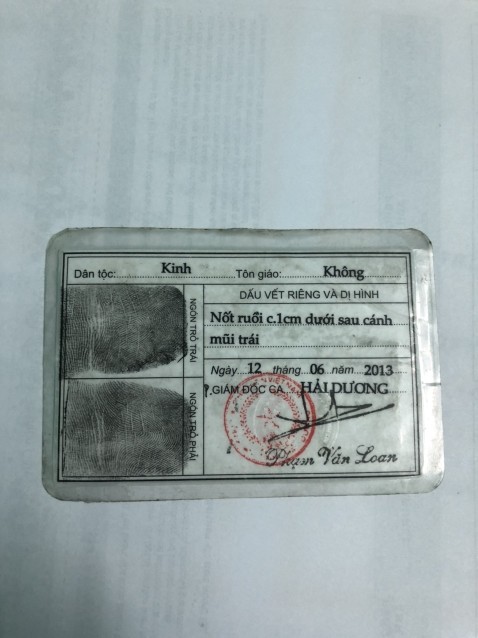 Dân tộc: Kinh Tôn giáo: Không
DẤU VẾT RIÊNG VÀ DỊ HÌNH
Nốt ruồi c.1cm dưới sau cánh
mũi trái
Ngày 12 tháng 06 năm 2013
GIÁM ĐỐC CA HẢI DƯƠNG
Phạm Văn Loan
NGÓN TRỎ TRÁI
NGÓN TRỎ PHẢI